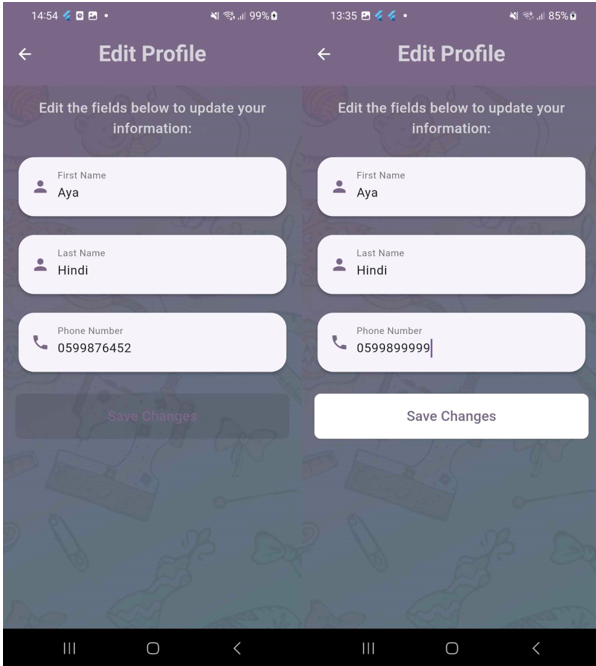 14:54
99%
Edit Profile
Edit the fields below to update your
information:
First Name
Aya
Last Name
Hindi
Phone Number
0599876452
Save Changes
13:35
85%
Edit Profile
Edit the fields below to update your
information:
First Name
Aya
Last Name
Hindi
Phone Number
0599899999
Save Changes